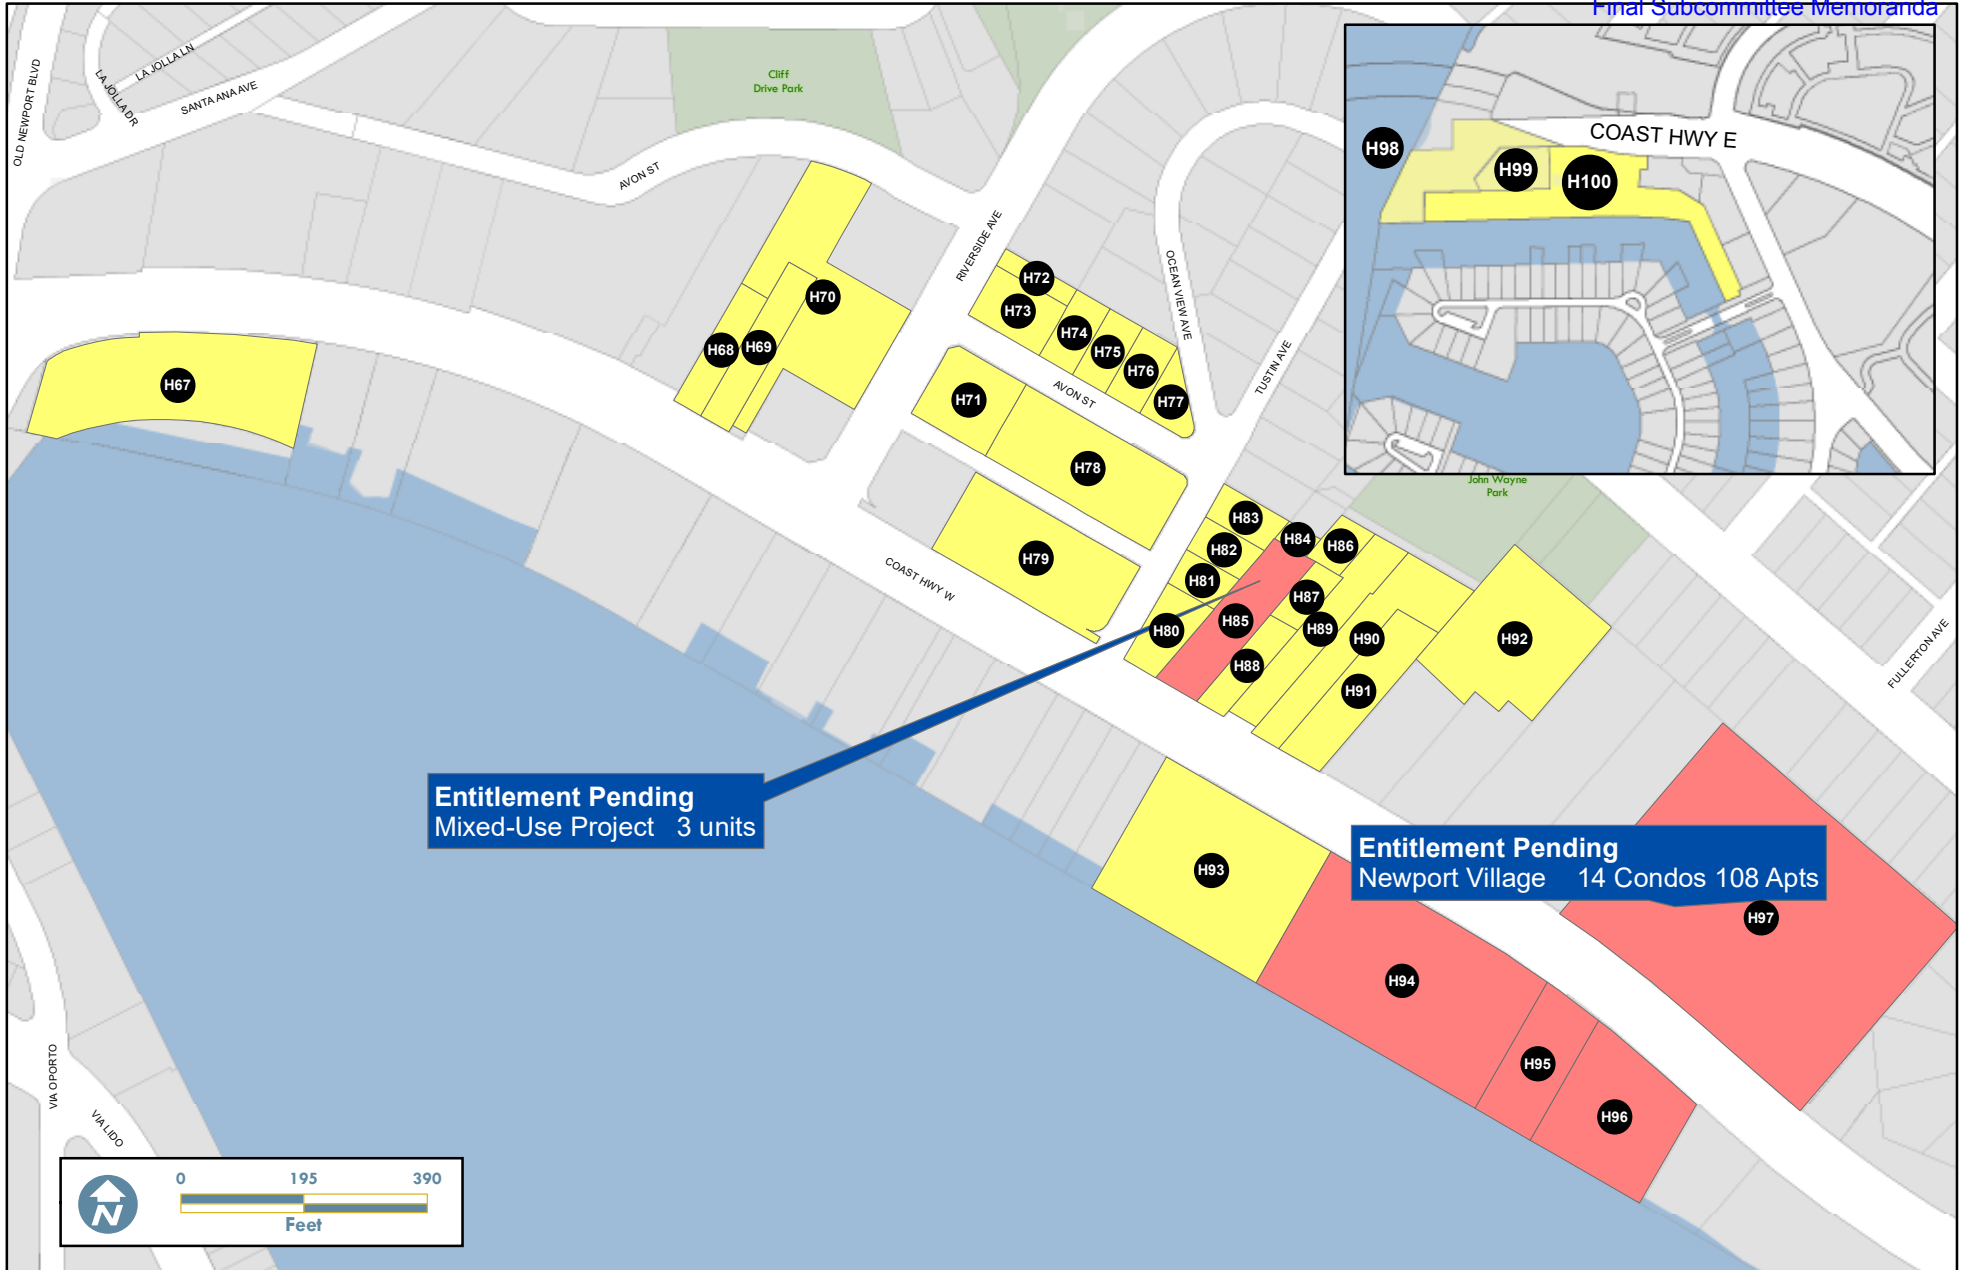 Final Subcommittee Memoranda
OLD NEWPORT BLVD
LA JOLLA LN
LA JOLLA DR
SANTA ANA AVE
Cliff
Drive Park
AVON ST
RIVERSIDE AVE
OCEAN VIEW AVE
TUSTIN AVE
COAST HWY E
H98
H99
H100
H67
H68
H69
H70
H72
H73
H74
H75
H76
H77
AVON ST
H71
H78
H79
COAST HWY W
John Wayne
Park
H83
H84
H86
H82
H81
H87
H85
H80
H89
H90
H88
H91
H92
FULLERTON AVE
Entitlement Pending
Mixed-Use Project 3 units
Entitlement Pending
Newport Village 14 Condos 108 Apts
H93
H97
H94
H95
H96
VIA OPORTO
VIA LIDO
N
0 195 390
Feet